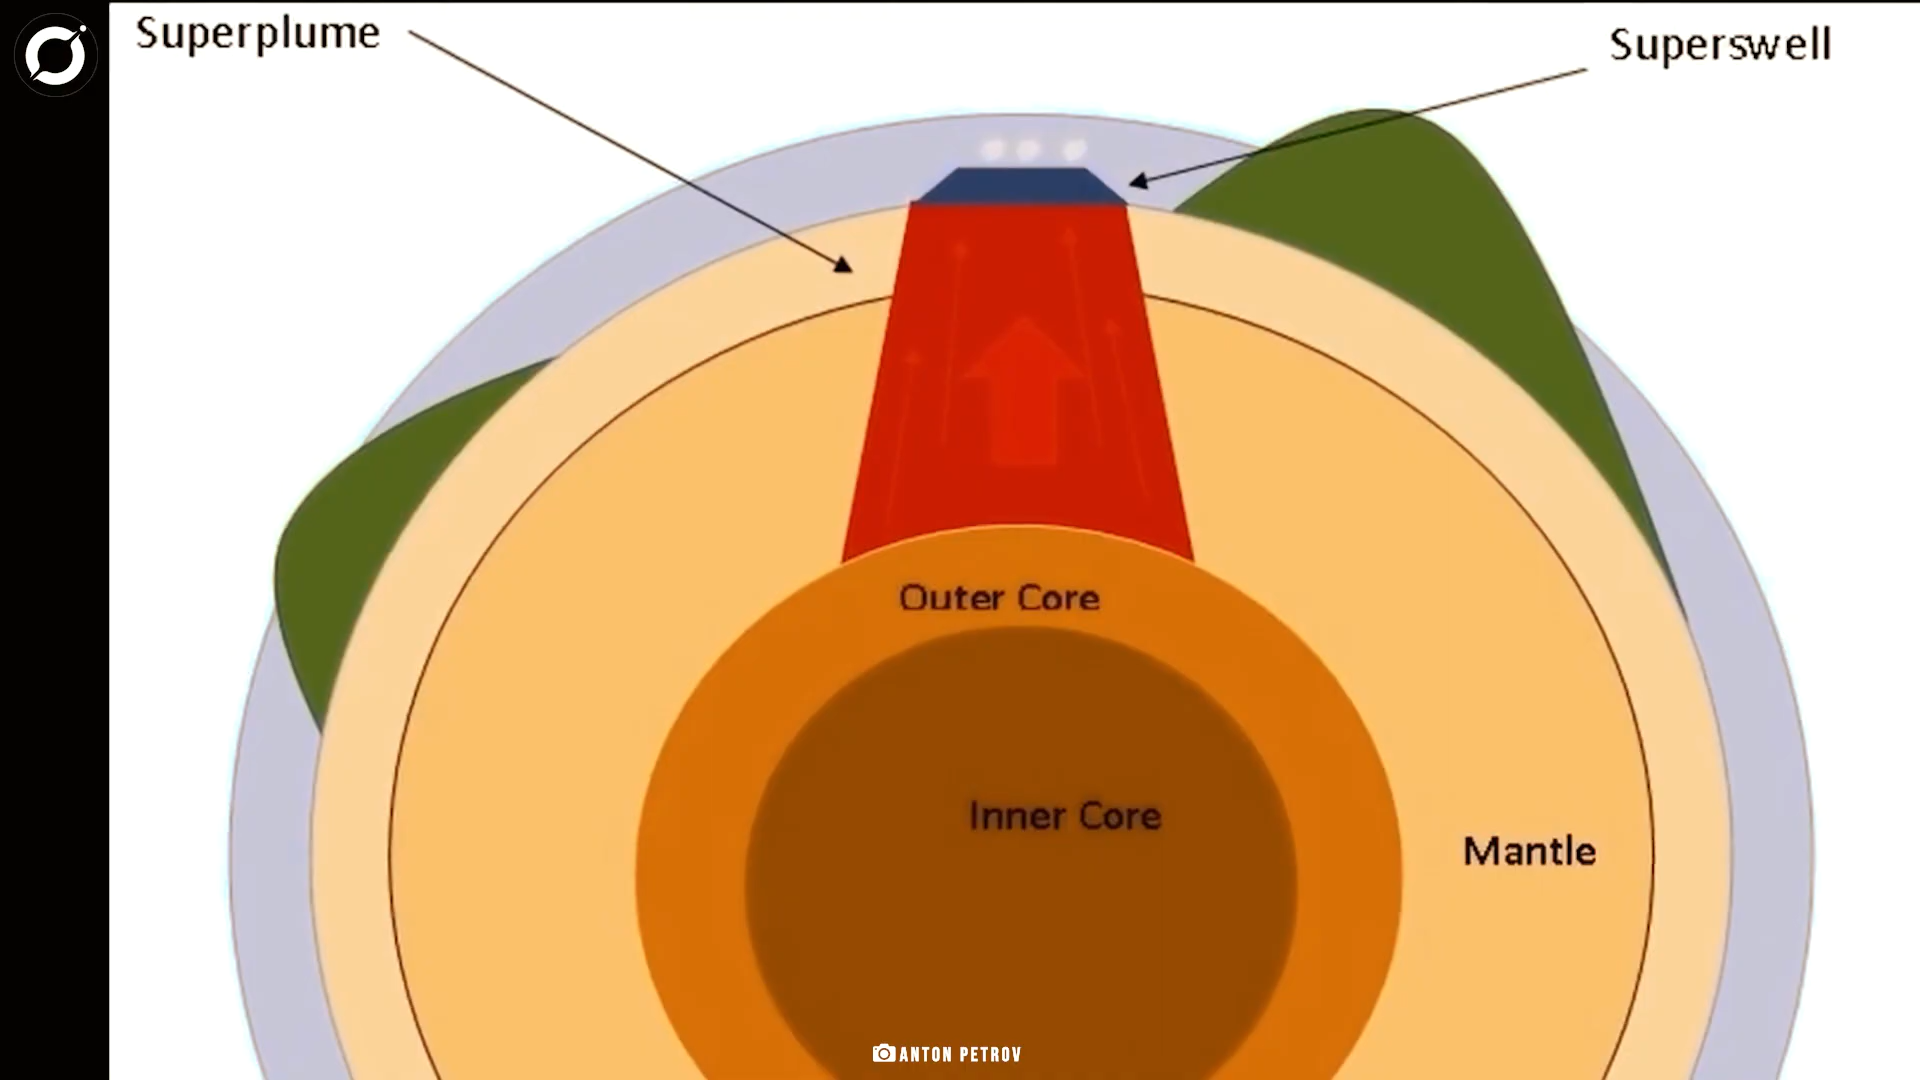 Superplume
Superswell
Outer Core
Inner Core
Mantle
ANTON PETROV